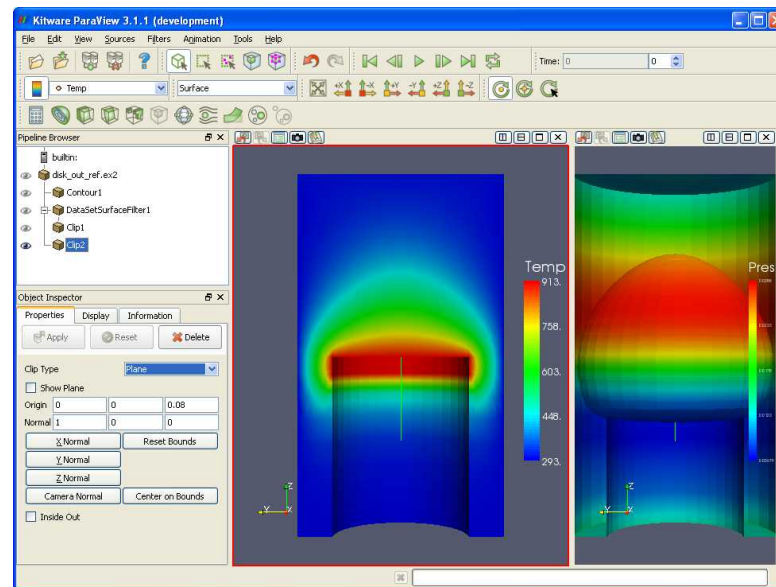 Kitware ParaView 3.1.1 (development)
File Edit View Sources Filters Animation Tools Help
Time: 0 0
Temp Surface +X -X +Y -Y +Z -Z
Pipeline Browser
builtin:
disk_out_ref.ex2
Contour1
DataSetSurfaceFilter1
Clip1
Clip2
Object Inspector
Properties Display Information
Apply Reset Delete
Clip Type Plane
Show Plane
Origin 0 0 0.08
Normal 1 0 0
X Normal Reset Bounds
Y Normal
Z Normal
Camera Normal Center on Bounds
Inside Out
Temp
913.
758.
603.
448.
293.
Z
Y X
Pres
Z
Y X